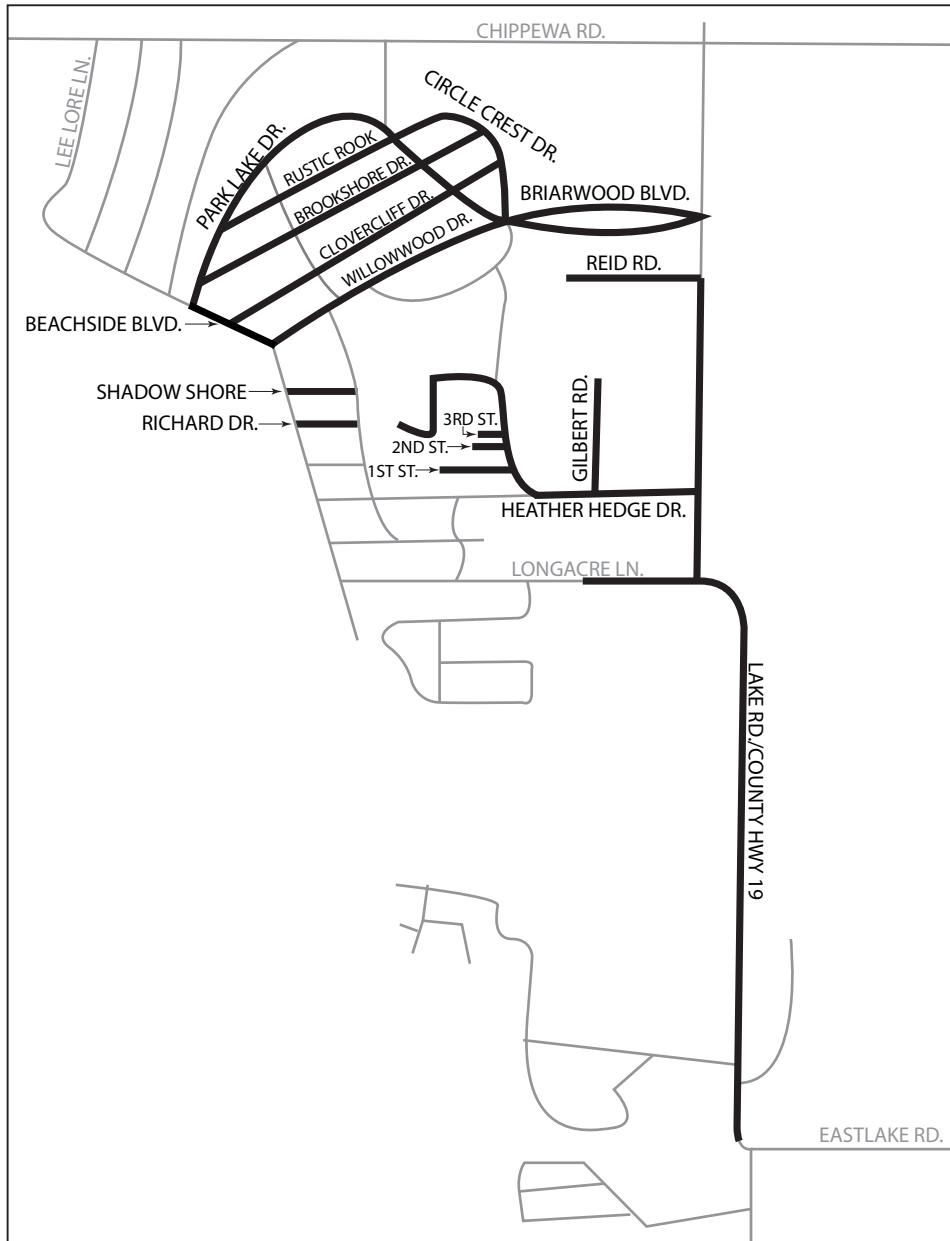 CHIPPEWA RD.
LEE LORE LN.
PARK LAKE DR.
RUSTIC ROOK
CIRCLE CREST DR.
BROOKSHORE DR.
CLOVERCLIFF DR.
WILLOWWOOD DR.
BRIARWOOD BLVD.
REID RD.
BEACHSIDE BLVD.
SHADOW SHORE
RICHARD DR.
3RD ST.
2ND ST.
1ST ST.
GILBERT RD.
HEATHER HEDGE DR.
LONGACRE LN.
LAKE RD./COUNTY HWY 19
EASTLAKE RD.